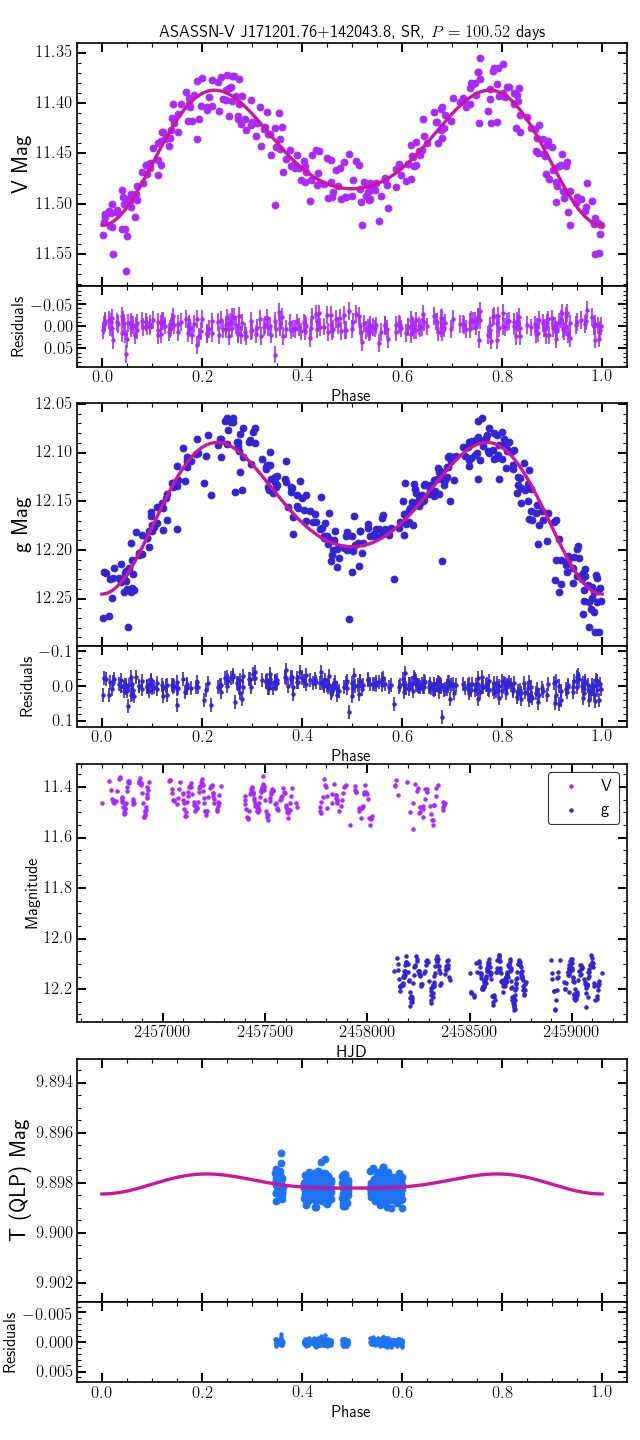 ASASSN-V J171201.76+142043.8, SR, P = 100.52 days
11.35
11.40
11.45
11.50
11.55
V Mag
−0.05
0.00
0.05
Residuals
0.0 0.2 0.4 0.6 0.8 1.0
Phase
12.05
12.10
12.15
12.20
12.25
g Mag
−0.1
0.0
0.1
Residuals
0.0 0.2 0.4 0.6 0.8 1.0
Phase
11.4
11.6
11.8
12.0
12.2
Magnitude
V
g
2457000 2457500 2458000 2458500 2459000
HJD
9.894
9.896
9.898
9.900
9.902
T (QLP) Mag
−0.005
0.000
0.005
Residuals
0.0 0.2 0.4 0.6 0.8 1.0
Phase